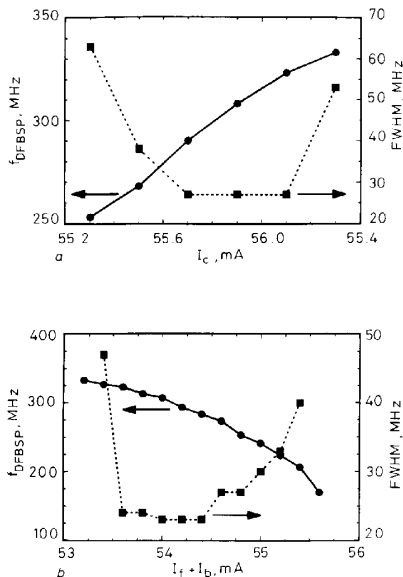 350
300
250
f_DFBSP, MHz
70
60
50
40
30
20
FWHM, MHz
55.2 55.6 56.0 55.4
a I_c, mA
400
300
200
100
f_DFBSP, MHz
50
40
30
20
FWHM, MHz
53 54 55 56
b I_f + I_b, mA